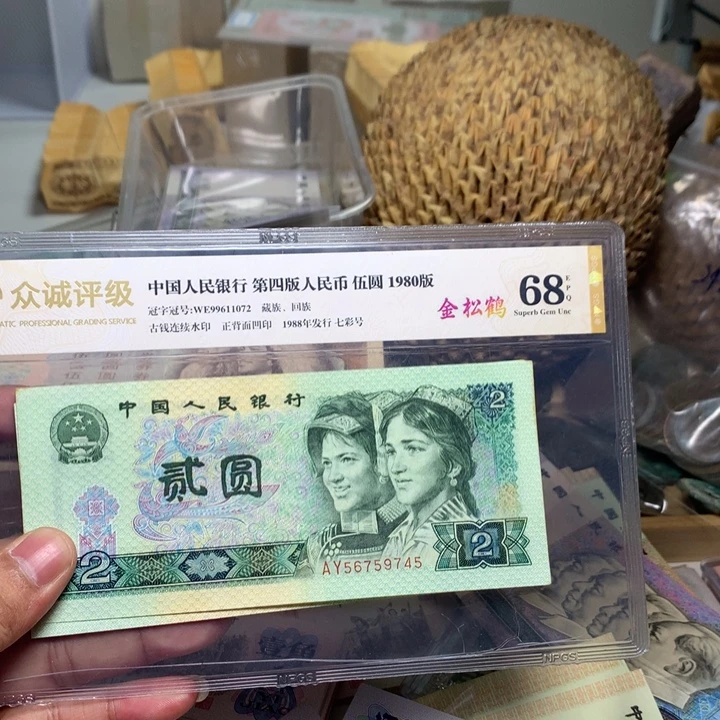 众诚评级
ATIC PROFESSIONAL GRADING SERVICE
中国人民银行 第四版人民币 伍圆 1980版
冠字冠号:WE99611072 藏族、回族
古钱连续水印 正背面凹印 1988年发行 七彩号
金松鹤
68
EPQ
Superb Gem Unc
中国人民银行
2
贰圆
AY56759745
2
2
NFGS
NFGS